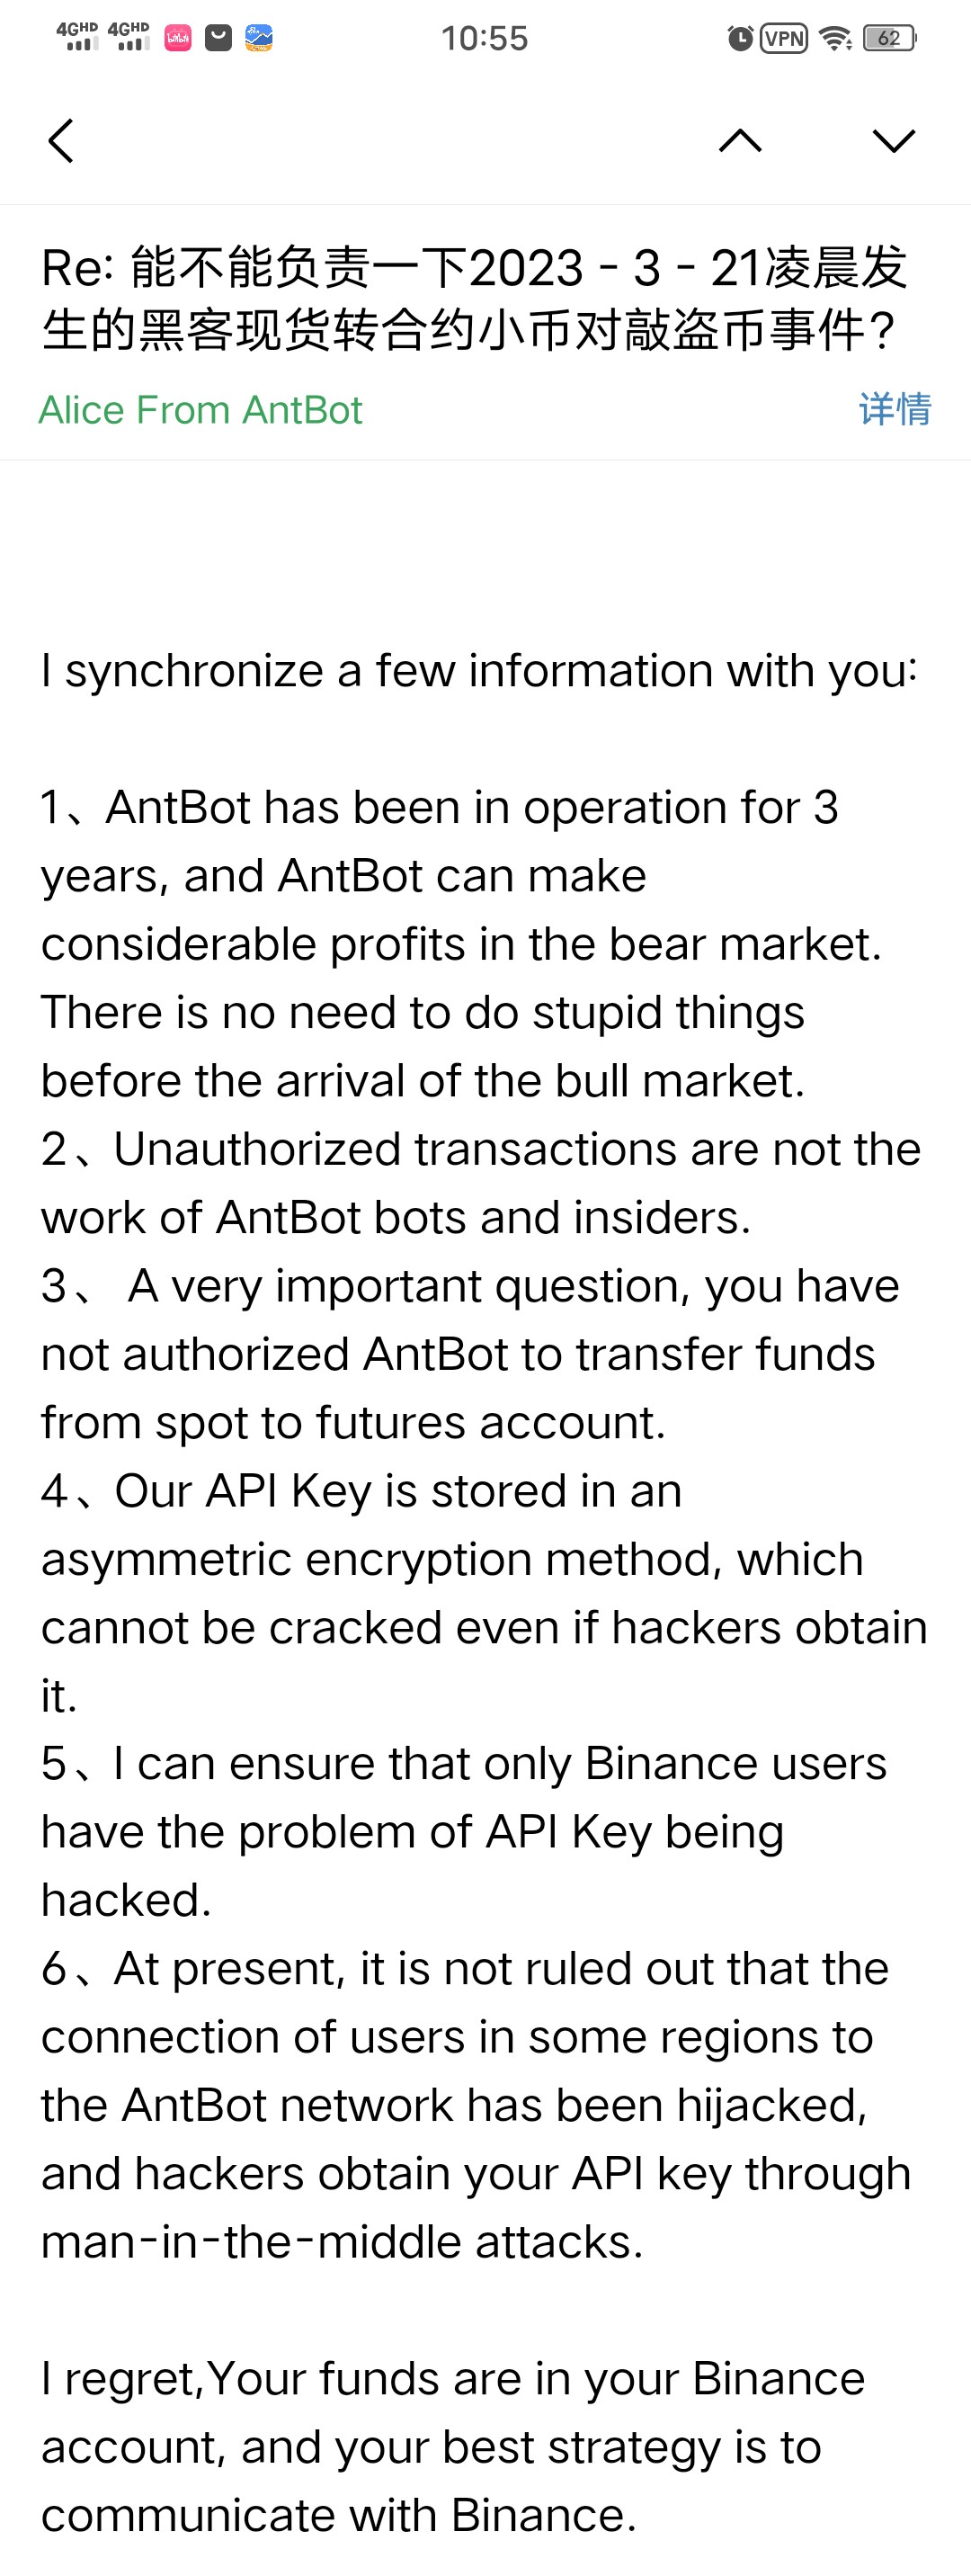 4GHD 4GHD bilibili 10:55 VPN 62
Re: 能不能负责一下2023 - 3 - 21凌晨发
生的黑客现货转合约小币对敲盗币事件?
Alice From AntBot 详情
I synchronize a few information with you:
1、AntBot has been in operation for 3
years, and AntBot can make
considerable profits in the bear market.
There is no need to do stupid things
before the arrival of the bull market.
2、Unauthorized transactions are not the
work of AntBot bots and insiders.
3、 A very important question, you have
not authorized AntBot to transfer funds
from spot to futures account.
4、Our API Key is stored in an
asymmetric encryption method, which
cannot be cracked even if hackers obtain
it.
5、I can ensure that only Binance users
have the problem of API Key being
hacked.
6、At present, it is not ruled out that the
connection of users in some regions to
the AntBot network has been hijacked,
and hackers obtain your API key through
man-in-the-middle attacks.
I regret,Your funds are in your Binance
account, and your best strategy is to
communicate with Binance.